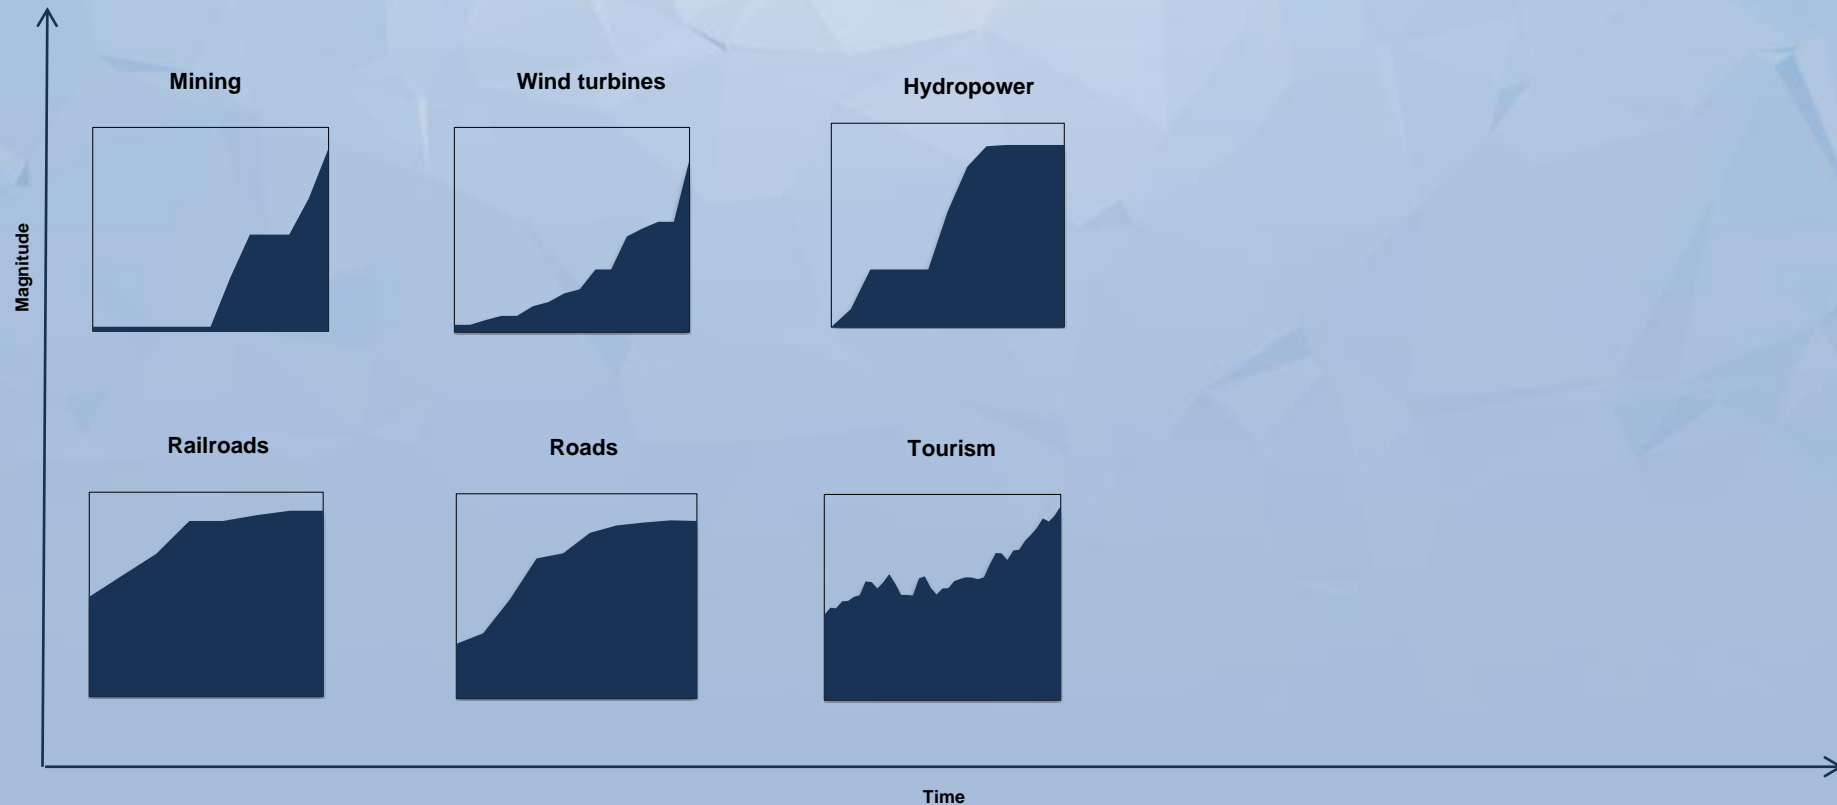 Mining
Wind turbines
Hydropower
Magnitude
Railroads
Roads
Tourism
Time